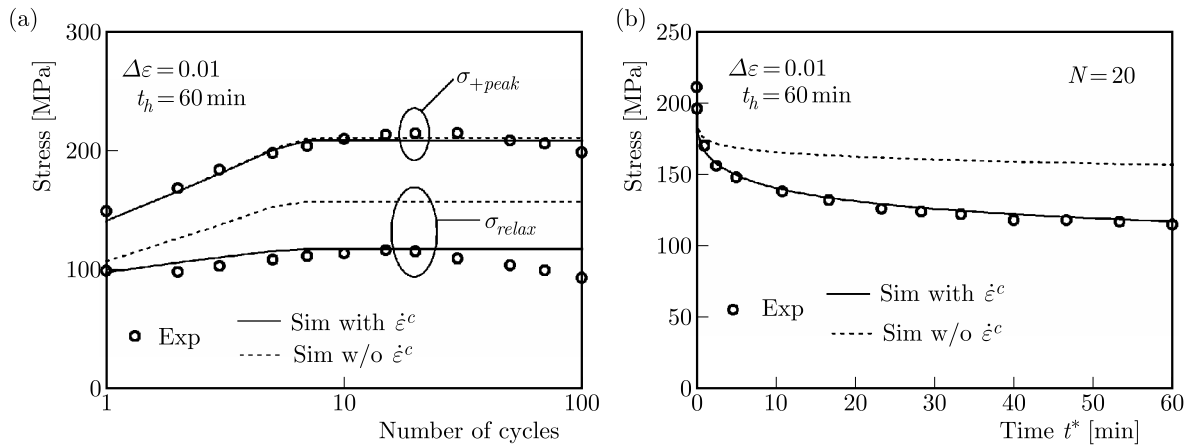 (a)
300
200
100
0
Stress [MPa]
Δε = 0.01
t_h = 60 min
σ_{+peak}
σ_{relax}
Exp
Sim with ε̇^c
Sim w/o ε̇^c
1
10
100
Number of cycles
(b)
250
200
150
100
50
0
Stress [MPa]
Δε = 0.01
t_h = 60 min
N = 20
Exp
Sim with ε̇^c
Sim w/o ε̇^c
0
10
20
30
40
50
60
Time t* [min]